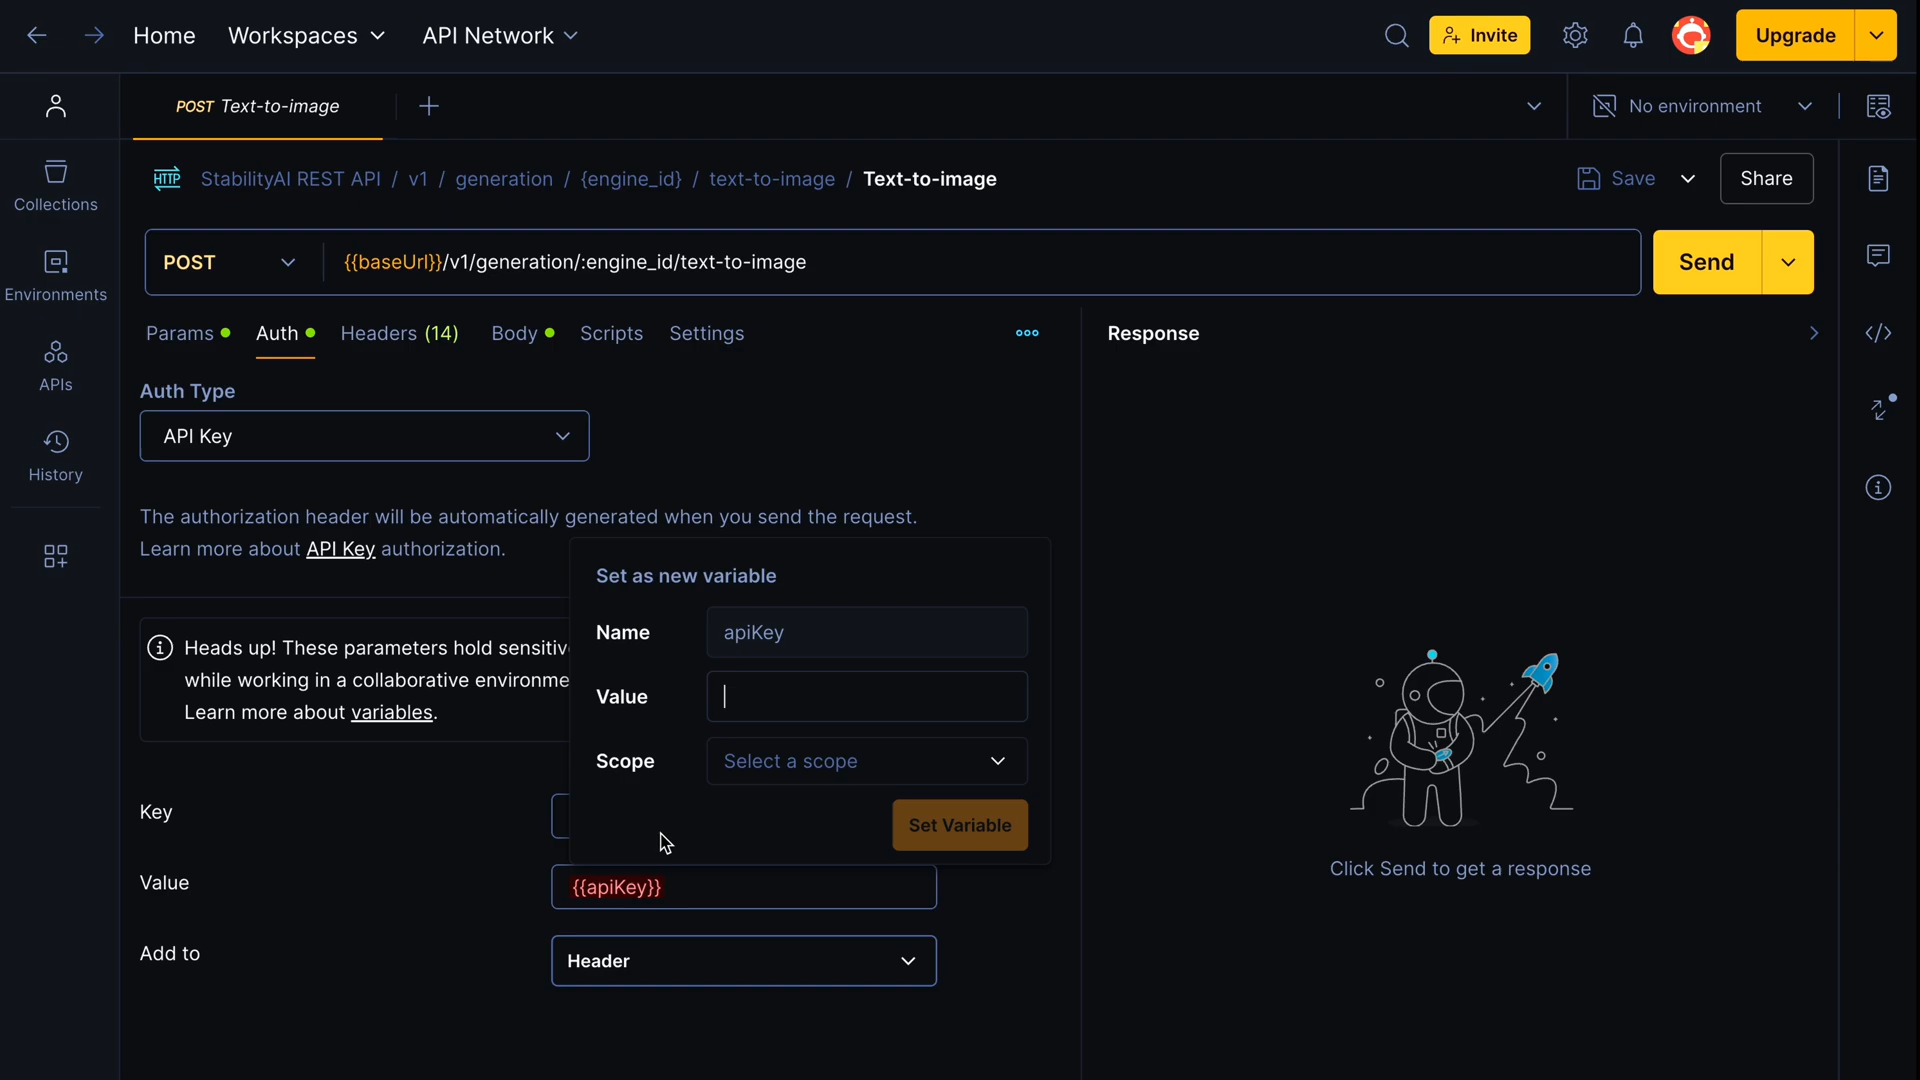 Home
Workspaces
API Network
Invite
Upgrade
POST Text-to-image
No environment
Collections
Environments
APIs
History
HTTP
StabilityAI REST API / v1 / generation / {engine_id} / text-to-image / Text-to-image
Save
Share
POST
{{baseUrl}}/v1/generation/:engine_id/text-to-image
Send
Params
Auth
Headers (14)
Body
Scripts
Settings
Response
Auth Type
API Key
The authorization header will be automatically generated when you send the request.
Learn more about API Key authorization.
Heads up! These parameters hold sensitiv
while working in a collaborative environme
Learn more about variables.
Set as new variable
Name
apiKey
Value
Scope
Select a scope
Set Variable
Key
Value
{{apiKey}}
Add to
Header
Click Send to get a response